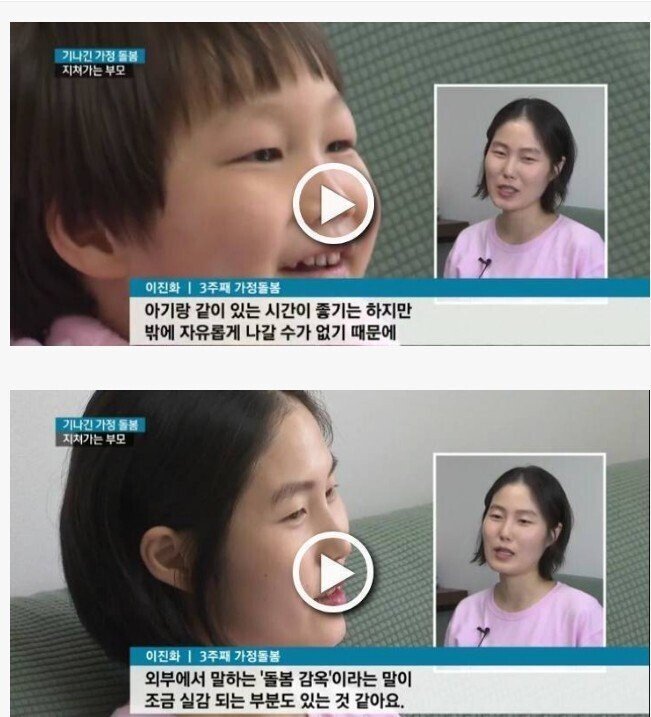 기나긴 가정 돌봄
지쳐가는 부모
이진화 | 3주째 가정돌봄
아기랑 같이 있는 시간이 좋기는 하지만
밖에 자유롭게 나갈 수가 없기 때문에
기나긴 가정 돌봄
지쳐가는 부모
이진화 | 3주째 가정돌봄
외부에서 말하는 '돌봄 감옥'이라는 말이
조금 실감 되는 부분도 있는 것 같아요.